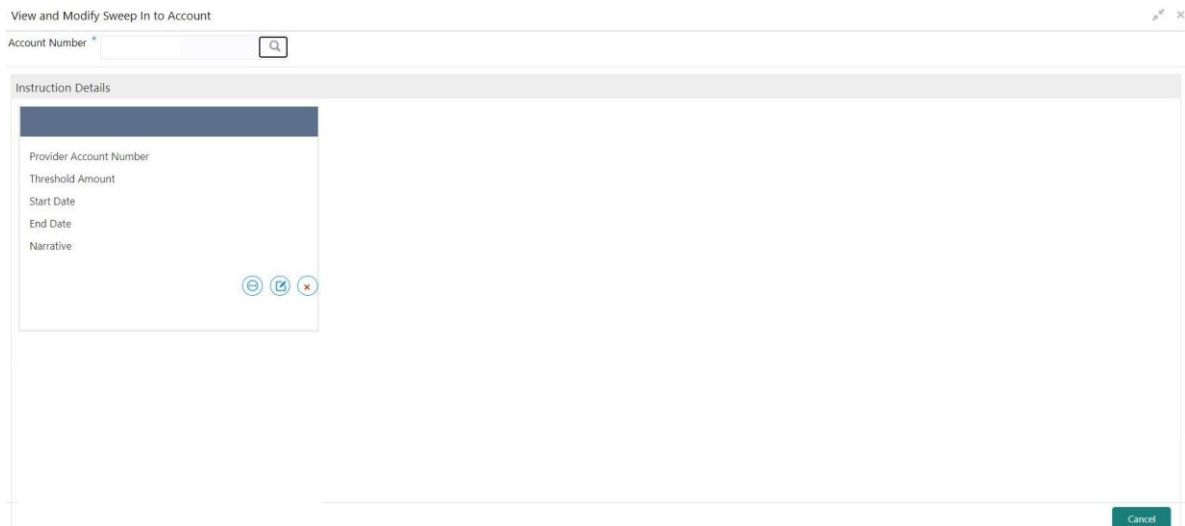 View and Modify Sweep In to Account
Account Number *
Instruction Details
Provider Account Number
Threshold Amount
Start Date
End Date
Narrative
Cancel